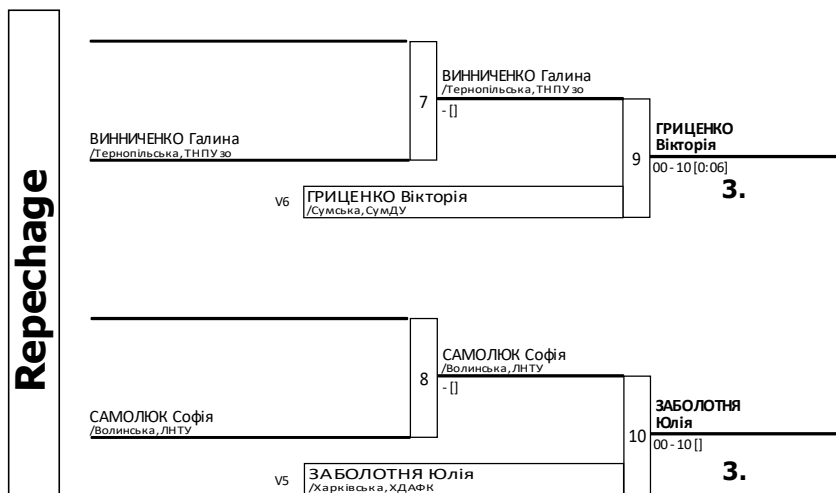 Repechage
ВИННИЧЕНКО Галина
/Тернопільська, ТНПУ зо
7
ВИННИЧЕНКО Галина
/Тернопільська, ТНПУ зо
- []
V6
ГРИЦЕНКО Вікторія
/Сумська, СумДУ
9
ГРИЦЕНКО
Вікторія
00 - 10 [0:06]
3.
САМОЛЮК Софія
/Волинська, ЛНТУ
8
САМОЛЮК Софія
/Волинська, ЛНТУ
- []
V5
ЗАБОЛОТНЯ Юлія
/Харківська, ХДАФК
10
ЗАБОЛОТНЯ
Юлія
00 - 10 []
3.